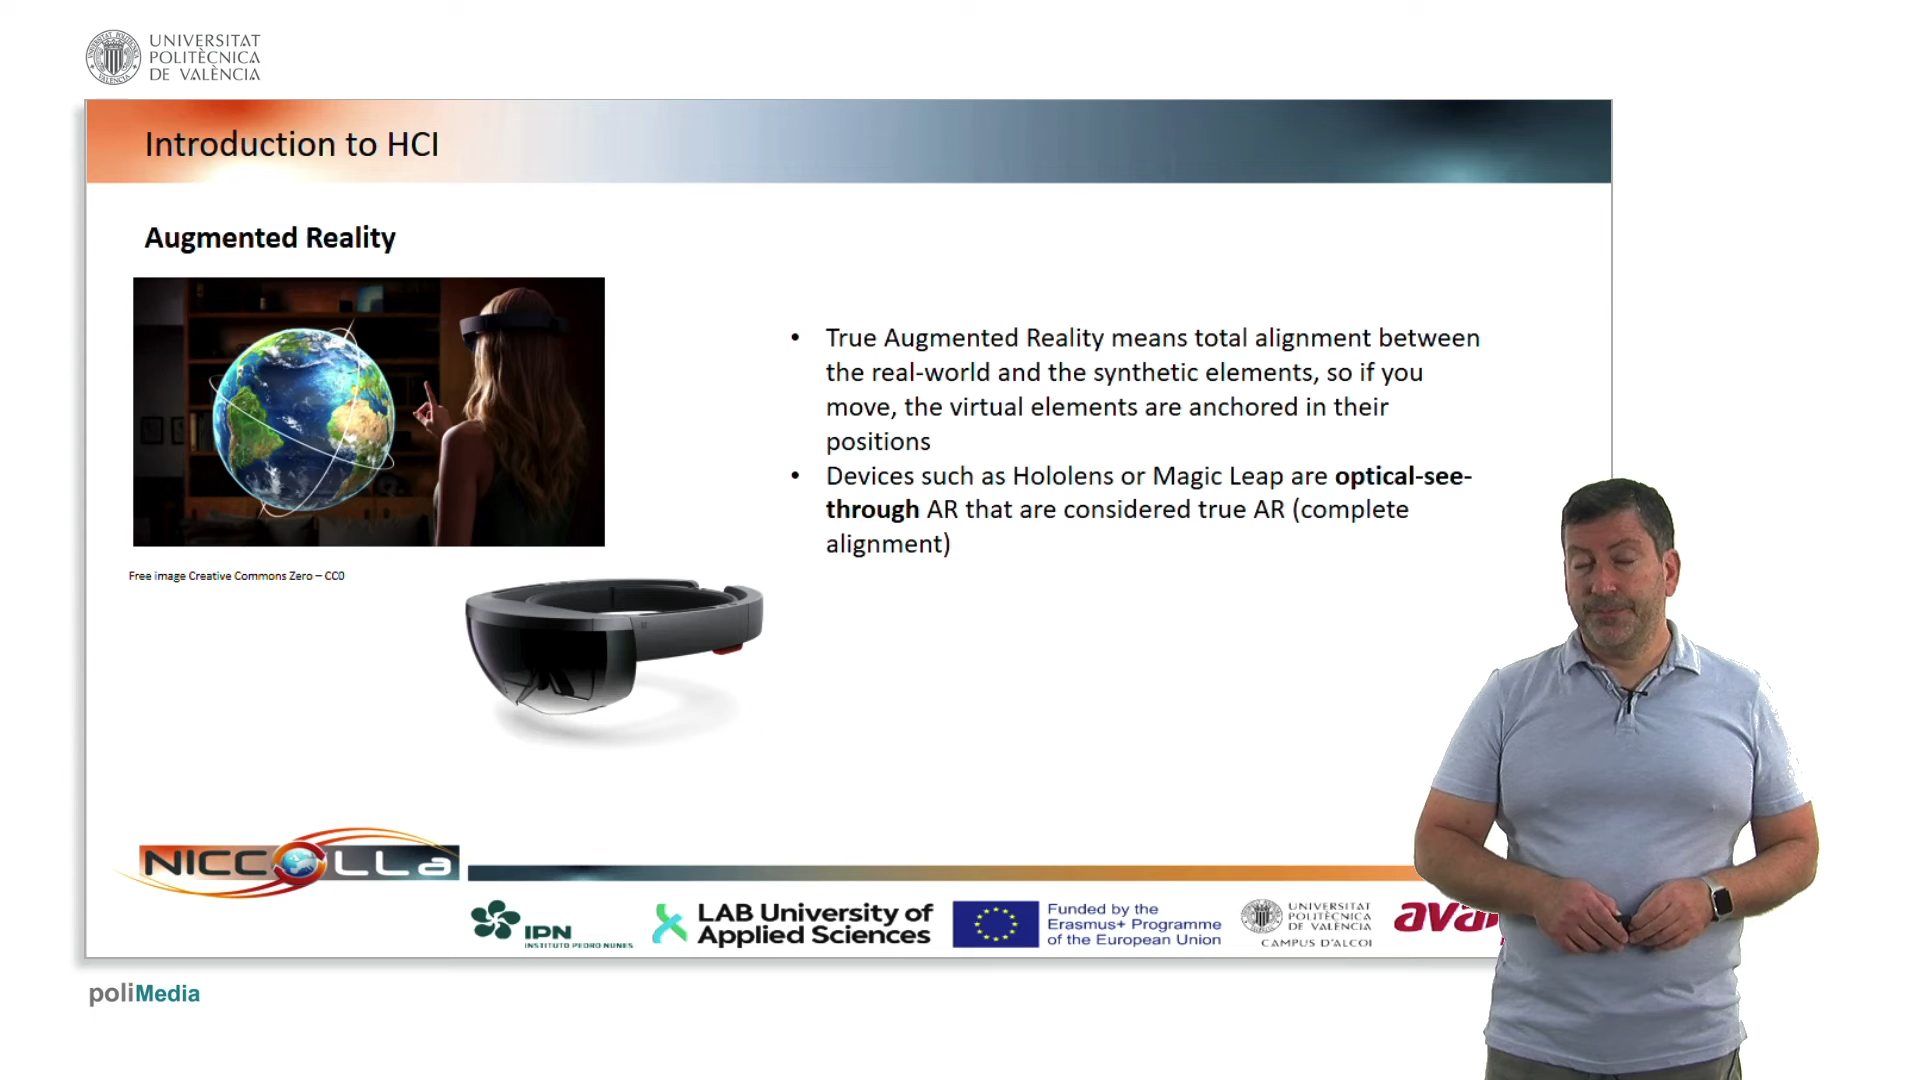 UNIVERSITAT
POLITÈCNICA
DE VALÈNCIA
Introduction to HCI
Augmented Reality
• True Augmented Reality means total alignment between
the real-world and the synthetic elements, so if you
move, the virtual elements are anchored in their
positions
• Devices such as Hololens or Magic Leap are optical-see-
through AR that are considered true AR (complete
alignment)
Free image Creative Commons Zero – CC0
NICCOLLa
IPN
INSTITUTO PEDRO NUNES
LAB University of
Applied Sciences
Funded by the
Erasmus+ Programme
of the European Union
UNIVERSITAT
POLITÈCNICA
DE VALÈNCIA
CAMPUS D'ALCOI
poliMedia